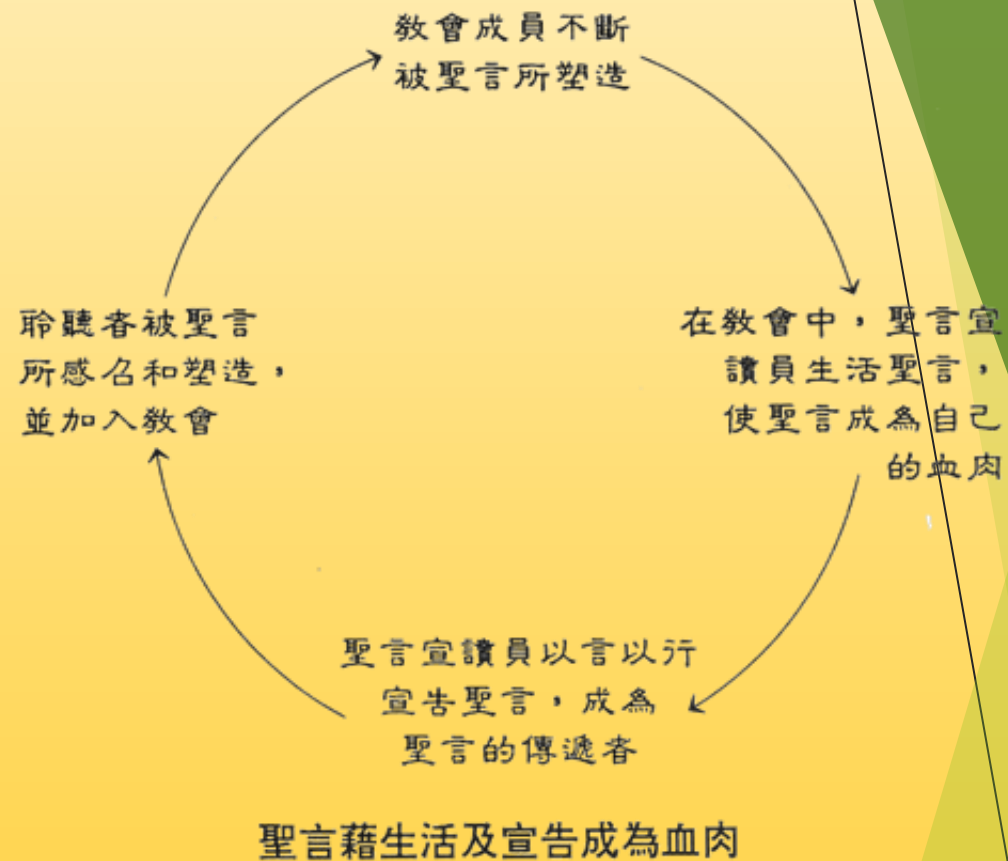 教會成員不斷
被聖言所塑造
在教會中，聖言宣
讀員生活聖言，
使聖言成為自己
的血肉
聖言宣讀員以言以行
宣告聖言，成為
聖言的傳遞者
聆聽者被聖言
所感召和塑造，
並加入教會
聖言藉生活及宣告成為血肉